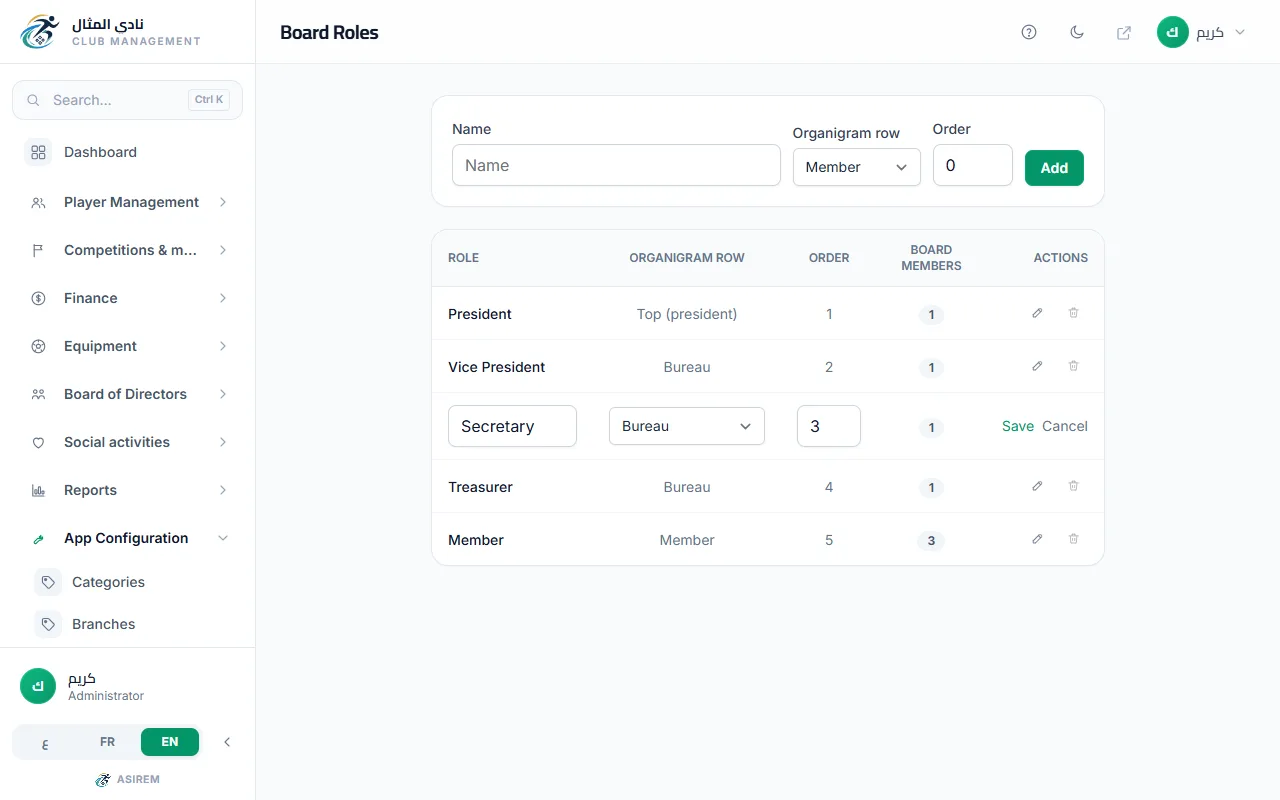 نادي المثال
CLUB MANAGEMENT
Board Roles
ك
كريم
Search...
Ctrl K
Dashboard
Player Management
Competitions & m...
Finance
Equipment
Board of Directors
Social activities
Reports
App Configuration
Categories
Branches
ك
كريم
Administrator
ع
FR
EN
ASIREM
Name
Organigram row
Order
Name
Member
0
Add
ROLE
ORGANIGRAM ROW
ORDER
BOARD MEMBERS
ACTIONS
President
Top (president)
1
1
Vice President
Bureau
2
1
Secretary
Bureau
3
1
Save
Cancel
Treasurer
Bureau
4
1
Member
Member
5
3